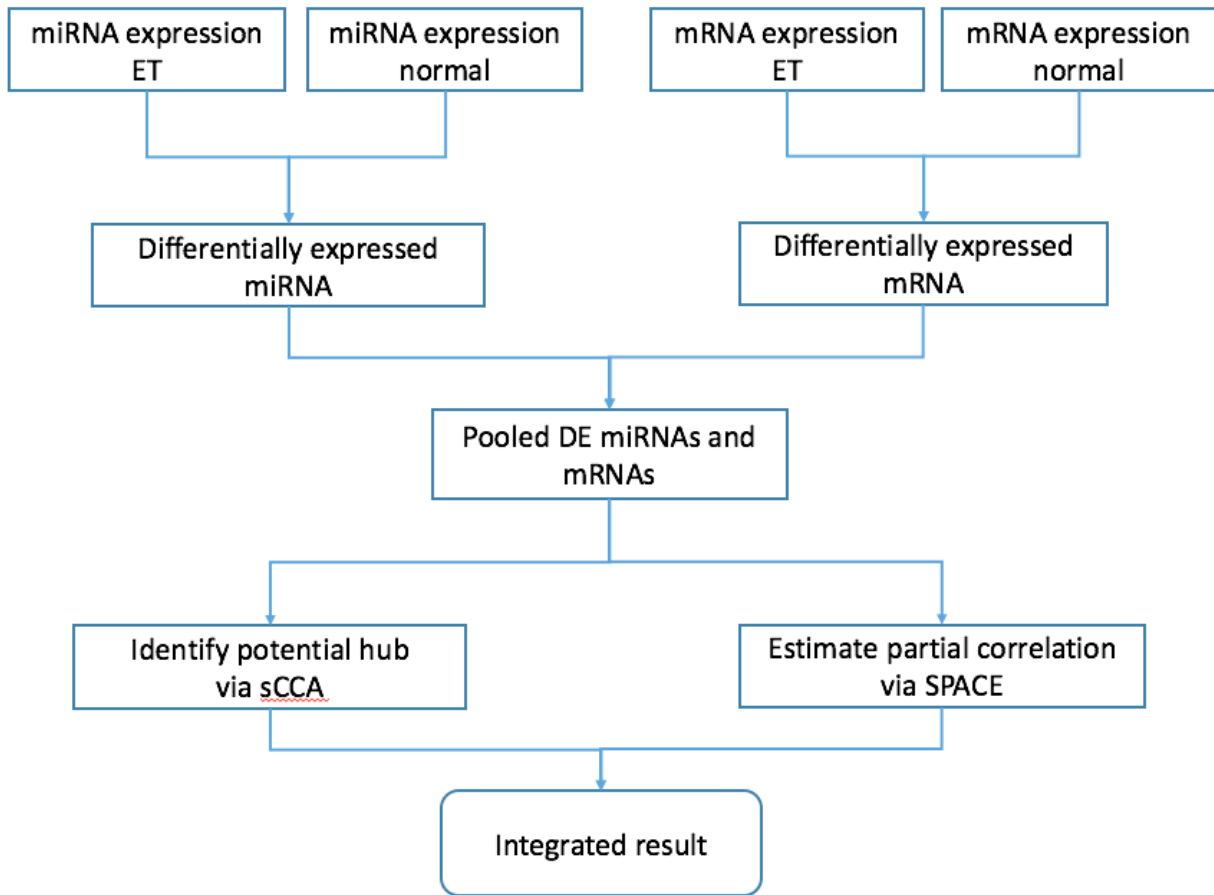 miRNA expression
ET
miRNA expression
normal
mRNA expression
ET
mRNA expression
normal
Differentially expressed
miRNA
Differentially expressed
mRNA
Pooled DE miRNAs and
mRNAs
Identify potential hub
via sCCA
Estimate partial correlation
via SPACE
Integrated result